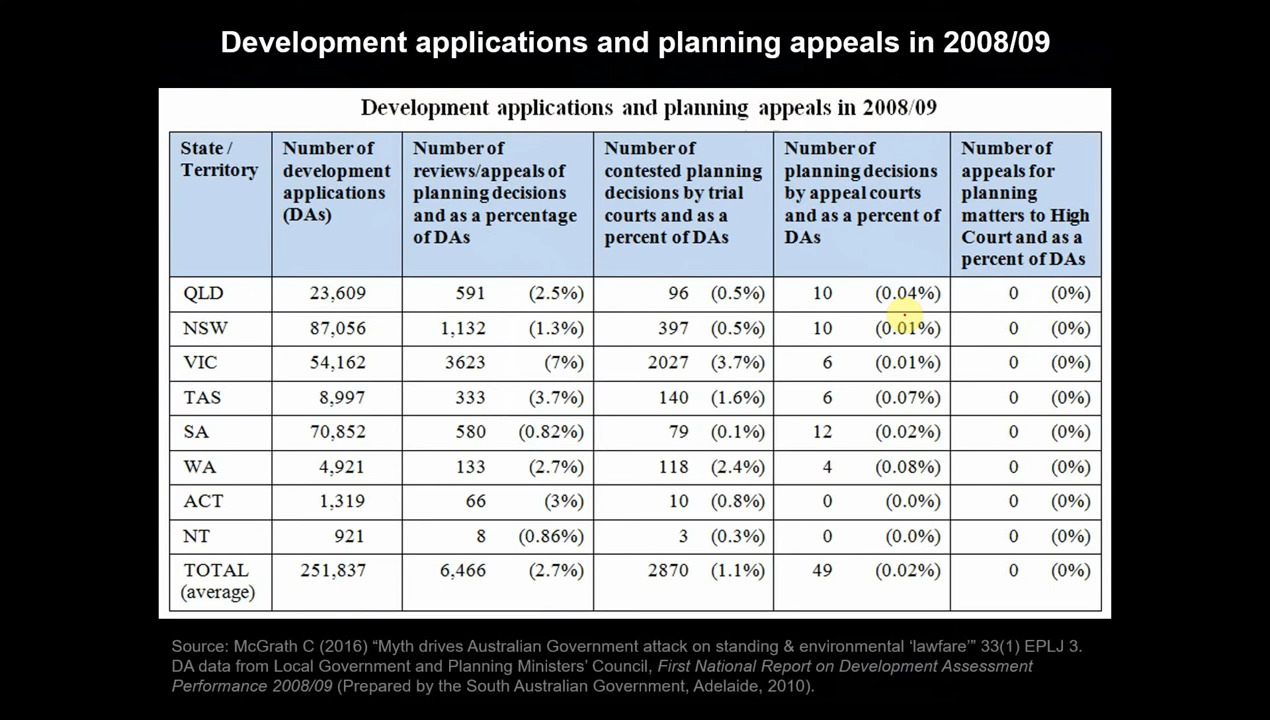 Development applications and planning appeals in 2008/09
Development applications and planning appeals in 2008/09
State / Territory
Number of development applications (DAs)
Number of reviews/appeals of planning decisions and as a percentage of DAs
Number of contested planning decisions by trial courts and as a percent of DAs
Number of planning decisions by appeal courts and as a percent of DAs
Number of appeals for planning matters to High Court and as a percent of DAs
QLD 23,609 591 (2.5%) 96 (0.5%) 10 (0.04%) 0 (0%)
NSW 87,056 1,132 (1.3%) 397 (0.5%) 10 (0.01%) 0 (0%)
VIC 54,162 3623 (7%) 2027 (3.7%) 6 (0.01%) 0 (0%)
TAS 8,997 333 (3.7%) 140 (1.6%) 6 (0.07%) 0 (0%)
SA 70,852 580 (0.82%) 79 (0.1%) 12 (0.02%) 0 (0%)
WA 4,921 133 (2.7%) 118 (2.4%) 4 (0.08%) 0 (0%)
ACT 1,319 66 (3%) 10 (0.8%) 0 (0.0%) 0 (0%)
NT 921 8 (0.86%) 3 (0.3%) 0 (0.0%) 0 (0%)
TOTAL (average) 251,837 6,466 (2.7%) 2870 (1.1%) 49 (0.02%) 0 (0%)
Source: McGrath C (2016) “Myth drives Australian Government attack on standing & environmental ‘lawfare’” 33(1) EPLJ 3.
DA data from Local Government and Planning Ministers’ Council, First National Report on Development Assessment
Performance 2008/09 (Prepared by the South Australian Government, Adelaide, 2010).